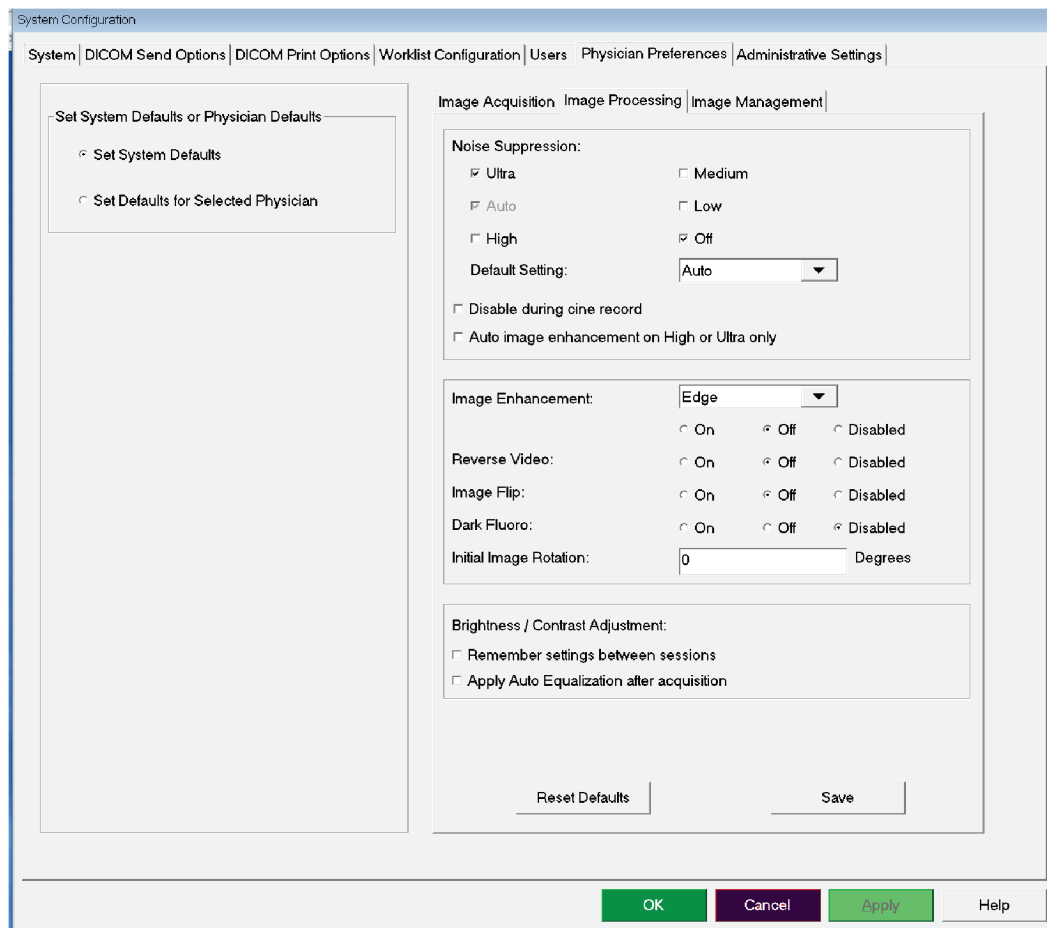 System Configuration
System DICOM Send Options DICOM Print Options Worklist Configuration Users Physician Preferences Administrative Settings
Set System Defaults or Physician Defaults
Set System Defaults
Set Defaults for Selected Physician
Image Acquisition Image Processing Image Management
Noise Suppression:
Ultra Medium
Auto Low
High Off
Default Setting: Auto
Disable during cine record
Auto image enhancement on High or Ultra only
Image Enhancement: Edge
On Off Disabled
Reverse Video: On Off Disabled
Image Flip: On Off Disabled
Dark Fluoro: On Off Disabled
Initial Image Rotation: 0 Degrees
Brightness / Contrast Adjustment:
Remember settings between sessions
Apply Auto Equalization after acquisition
Reset Defaults Save
OK Cancel Apply Help